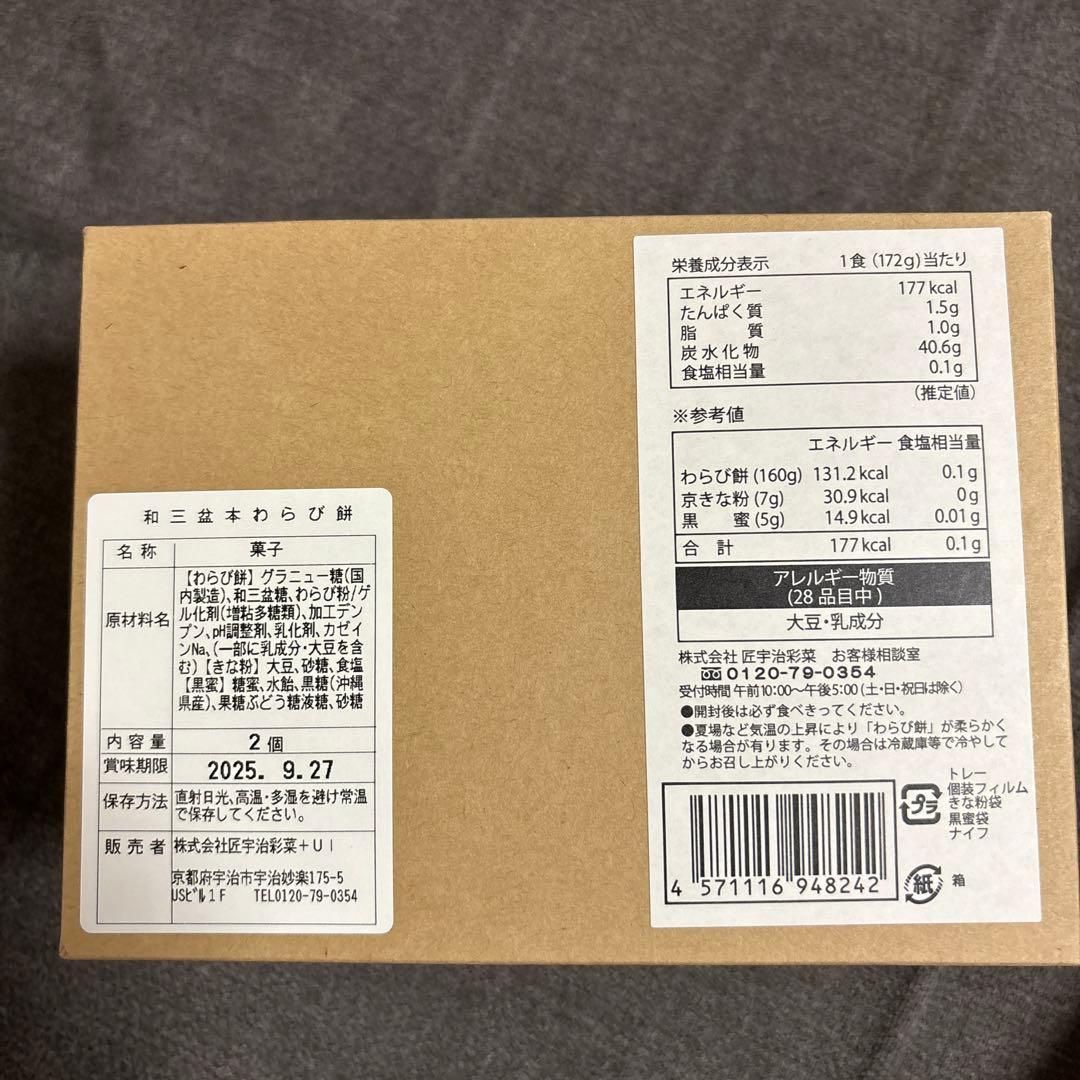 和三盆本わらび餅
名称 菓子
原材料名
【わらび餅】グラニュー糖(国
内製造)、和三盆糖、わらび粉/ゲ
ル化剤(増粘多糖類)、加工デン
プン、pH調整剤、乳化剤、カゼイ
ンNa、(一部に乳成分・大豆を含
む)【きな粉】大豆、砂糖、食塩
【黒蜜】糖蜜、水飴、黒糖(沖縄
県産)、果糖ぶどう糖液糖、砂糖
内容量 2個
賞味期限 2025. 9.27
保存方法 直射日光、高温・多湿を避け常温
で保存してください。
販売者 株式会社匠宇治彩菜+UI
京都府宇治市宇治妙楽175-5
USビル1F TEL0120-79-0354
栄養成分表示 1食(172g)当たり
エネルギー 177kcal
たんぱく質 1.5g
脂質 1.0g
炭水化物 40.6g
食塩相当量 0.1g
(推定値)
※参考値
エネルギー 食塩相当量
わらび餅(160g) 131.2kcal 0.1g
京きな粉(7g) 30.9kcal 0g
黒蜜(5g) 14.9kcal 0.01g
合計 177kcal 0.1g
アレルギー物質
(28品目中)
大豆・乳成分
株式会社 匠宇治彩菜 お客様相談室
0120-79-0354
受付時間 午前10:00〜午後5:00(土・日・祝日は除く)
●開封後は必ず食べきってください。
●夏場など気温の上昇により「わらび餅」が柔らかく
なる場合が有ります。その場合は冷蔵庫等で冷やして
からお召し上がりください。
4 571116 948242
プラ
トレー
個装フィルム
きな粉袋
黒蜜袋
ナイフ
紙 箱